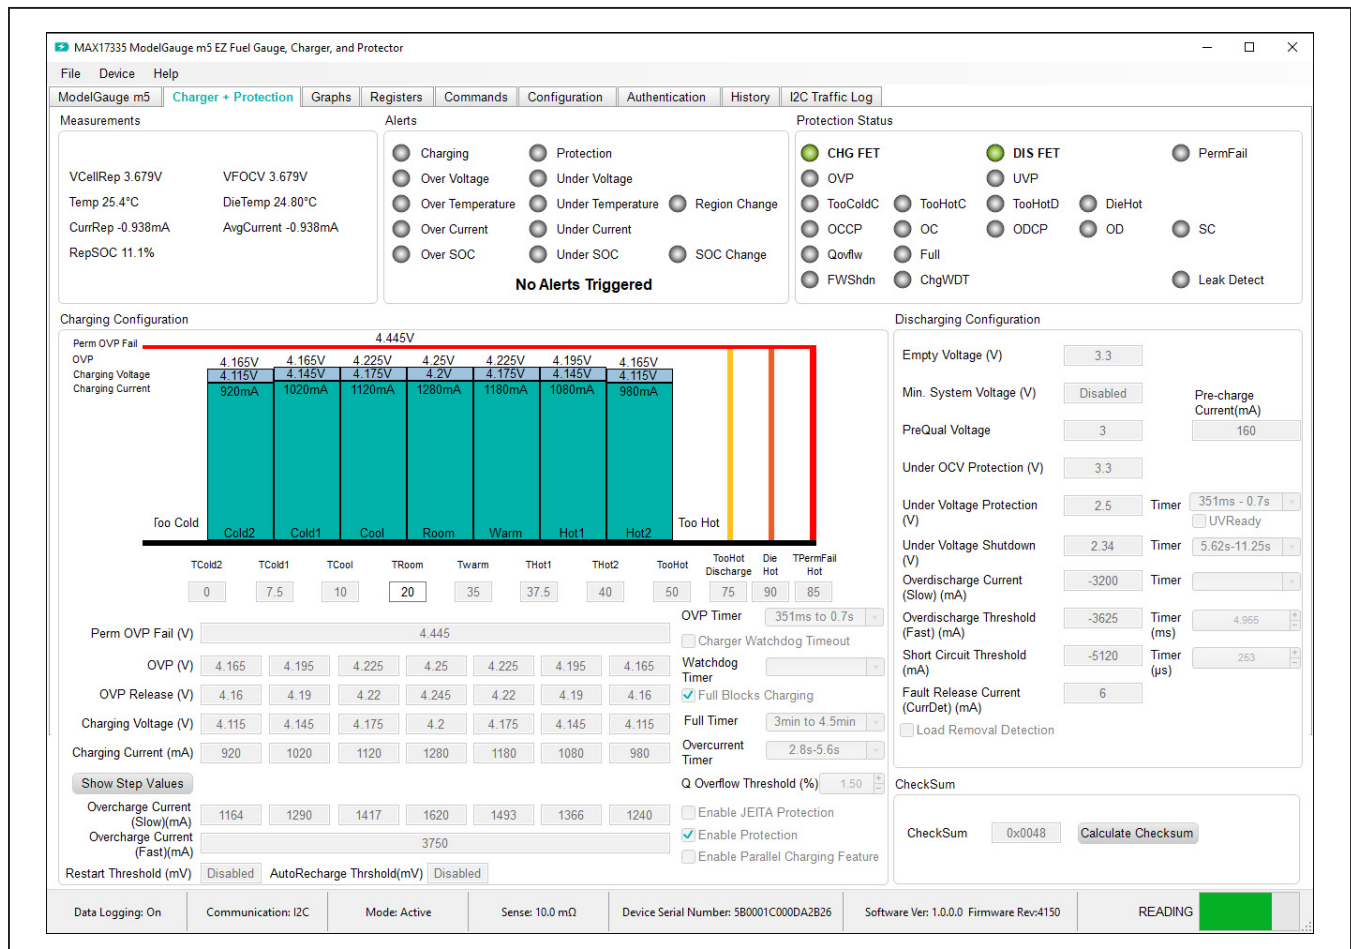 MAX17335 ModelGauge m5 EZ Fuel Gauge, Charger, and Protector
File Device Help
ModelGauge m5 Charger + Protection Graphs Registers Commands Configuration Authentication History I2C Traffic Log
Measurements
VCellRep 3.679V VFOCV 3.679V
Temp 25.4°C DieTemp 24.80°C
CurrRep -0.938mA AvgCurrent -0.938mA
RepSOC 11.1%
Alerts
Charging Protection
Over Voltage Under Voltage
Over Temperature Under Temperature Region Change
Over Current Under Current
Over SOC Under SOC SOC Change
No Alerts Triggered
Protection Status
CHG FET DIS FET PermFail
OVP UVP
TooColdC TooHotC TooHotD DieHot
OCCP OC ODCP OD SC
Qovflw Full
FWShdn ChgWDT Leak Detect
Charging Configuration
Perm OVP Fail 4.445V
OVP 4.165V 4.165V 4.225V 4.25V 4.225V 4.195V 4.165V
Charging Voltage 4.115V 4.145V 4.175V 4.2V 4.175V 4.145V 4.115V
Charging Current 920mA 1020mA 1120mA 1280mA 1180mA 1080mA 980mA
Too Cold Cold2 Cold1 Cool Room Warm Hot1 Hot2 Too Hot
TCold2 TCold1 TCool TRoom Twarm THot1 THot2 TooHot TooHot Discharge Die Hot TPermFail Hot
0 7.5 10 20 35 37.5 40 50 75 90 85
Perm OVP Fail (V) 4.445
OVP (V) 4.165 4.195 4.225 4.25 4.225 4.195 4.165
OVP Release (V) 4.16 4.19 4.22 4.245 4.22 4.19 4.16
Charging Voltage (V) 4.115 4.145 4.175 4.2 4.175 4.145 4.115
Charging Current (mA) 920 1020 1120 1280 1180 1080 980
Show Step Values
Overcharge Current (Slow)(mA) 1164 1290 1417 1620 1493 1366 1240
Overcharge Current (Fast)(mA) 3750
Restart Threshold (mV) Disabled AutoRecharge Thrshold(mV) Disabled
OVP Timer 351ms to 0.7s
Charger Watchdog Timeout
Watchdog Timer
Full Blocks Charging
Full Timer 3min to 4.5min
Overcurrent Timer 2.8s-5.6s
Q Overflow Threshold (%) 1.50
Enable JEITA Protection
Enable Protection
Enable Parallel Charging Feature
Discharging Configuration
Empty Voltage (V) 3.3
Min. System Voltage (V) Disabled
Pre-charge Current(mA)
PreQual Voltage 3 160
Under OCV Protection (V) 3.3
Under Voltage Protection (V) 2.5 Timer 351ms - 0.7s
UVReady
Under Voltage Shutdown (V) 2.34 Timer 5.62s-11.25s
Overdischarge Current (Slow) (mA) -3200 Timer
Overdischarge Threshold (Fast) (mA) -3625 Timer (ms) 4.955
Short Circuit Threshold (mA) -5120 Timer (µs) 253
Fault Release Current (CurrDet) (mA) 6
Load Removal Detection
CheckSum
CheckSum 0x0048 Calculate Checksum
Data Logging: On Communication: I2C Mode: Active Sense: 10.0 mΩ Device Serial Number: 5B0001C000DA2B26 Software Ver: 1.0.0.0 Firmware Rev:4150 READING